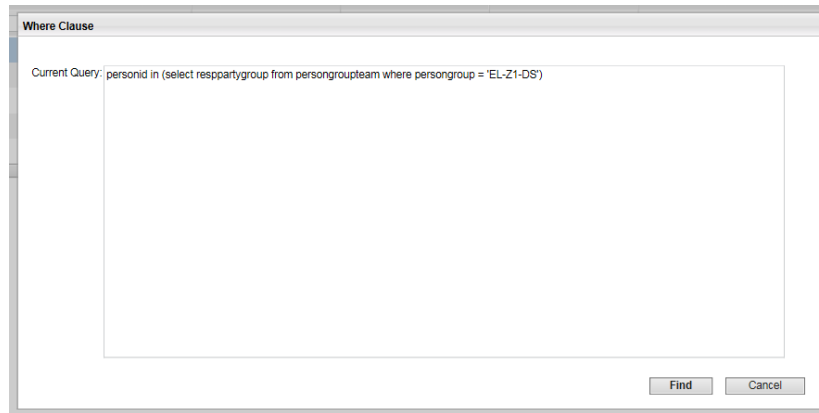 Where Clause
Current Query: personid in (select resppartygroup from persongroupteam where persongroup = 'EL-Z1-DS')
Find Cancel